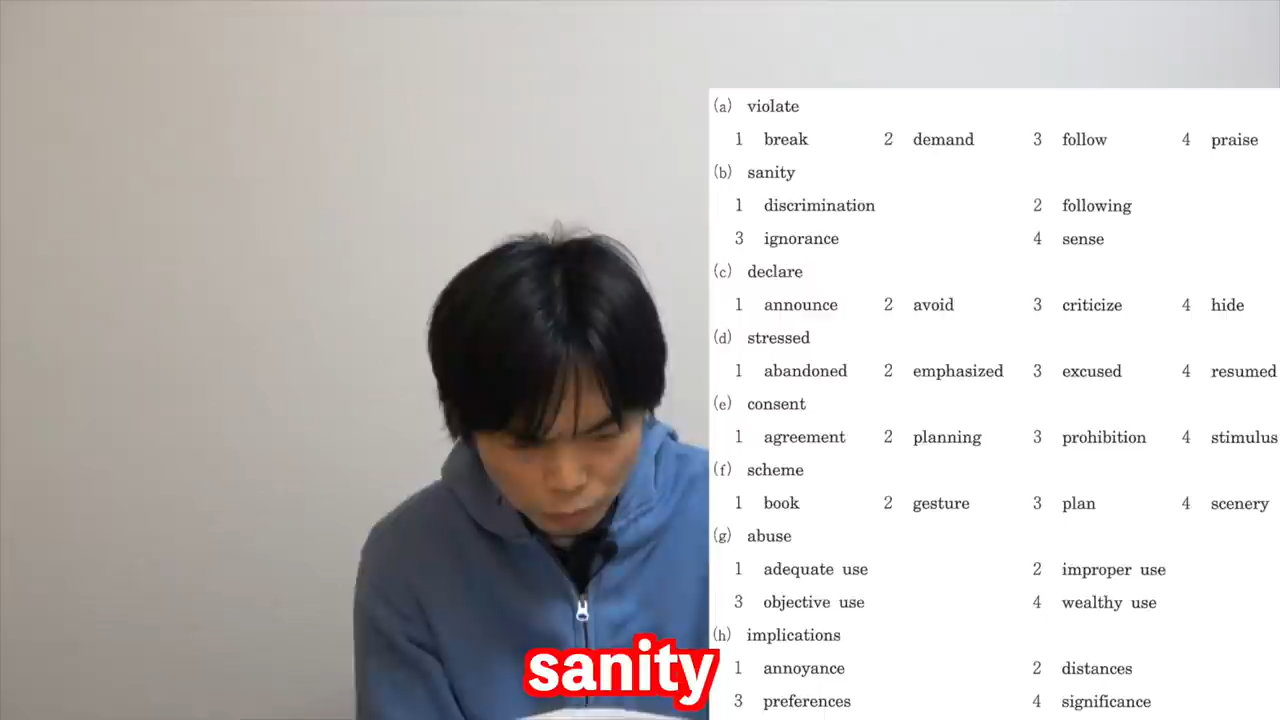 (a) violate
1 break 2 demand 3 follow 4 praise
(b) sanity
1 discrimination 2 following
3 ignorance 4 sense
(c) declare
1 announce 2 avoid 3 criticize 4 hide
(d) stressed
1 abandoned 2 emphasized 3 excused 4 resumed
(e) consent
1 agreement 2 planning 3 prohibition 4 stimulus
(f) scheme
1 book 2 gesture 3 plan 4 scenery
(g) abuse
1 adequate use 2 improper use
3 objective use 4 wealthy use
(h) implications
1 annoyance 2 distances
3 preferences 4 significance
sanity